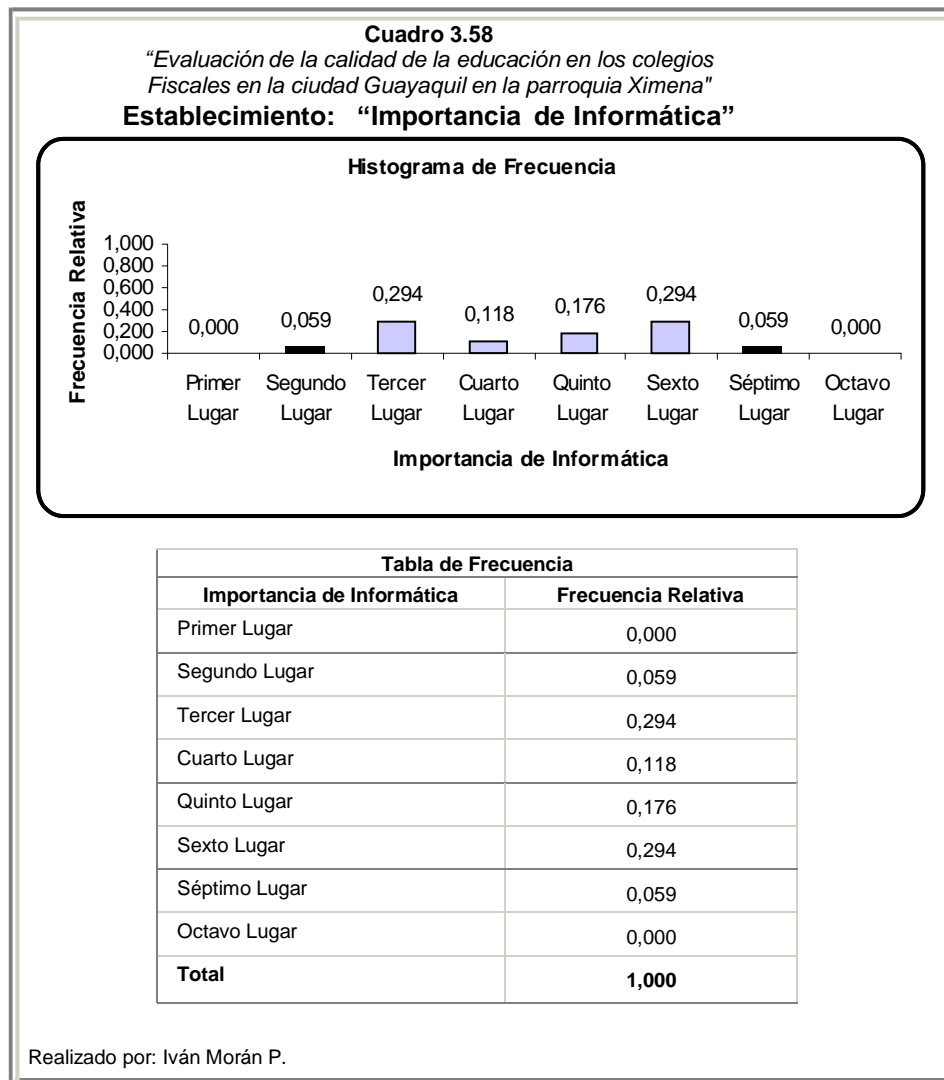 Cuadro 3.58
“Evaluación de la calidad de la educación en los colegios
Fiscales en la ciudad Guayaquil en la parroquia Ximena"
Establecimiento: “Importancia de Informática”
Histograma de Frecuencia
Frecuencia Relativa
1,000
0,800
0,600
0,400
0,200
0,000
0,000 0,059 0,294 0,118 0,176 0,294 0,059 0,000
Primer Segundo Tercer Cuarto Quinto Sexto Séptimo Octavo
Lugar Lugar Lugar Lugar Lugar Lugar Lugar Lugar
Importancia de Informática
Tabla de Frecuencia
Importancia de Informática Frecuencia Relativa
Primer Lugar 0,000
Segundo Lugar 0,059
Tercer Lugar 0,294
Cuarto Lugar 0,118
Quinto Lugar 0,176
Sexto Lugar 0,294
Séptimo Lugar 0,059
Octavo Lugar 0,000
Total 1,000
Realizado por: Iván Morán P.